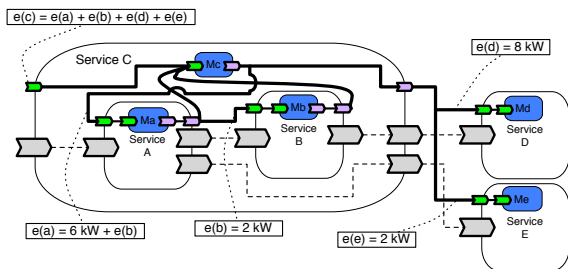 e(c) = e(a) + e(b) + e(d) + e(e)
Service C
Mc
e(d) = 8 kW
Ma
Mb
Md
Service
A
Service
B
Service
D
Me
Service
E
e(a) = 6 kW + e(b)
e(b) = 2 kW
e(e) = 2 kW